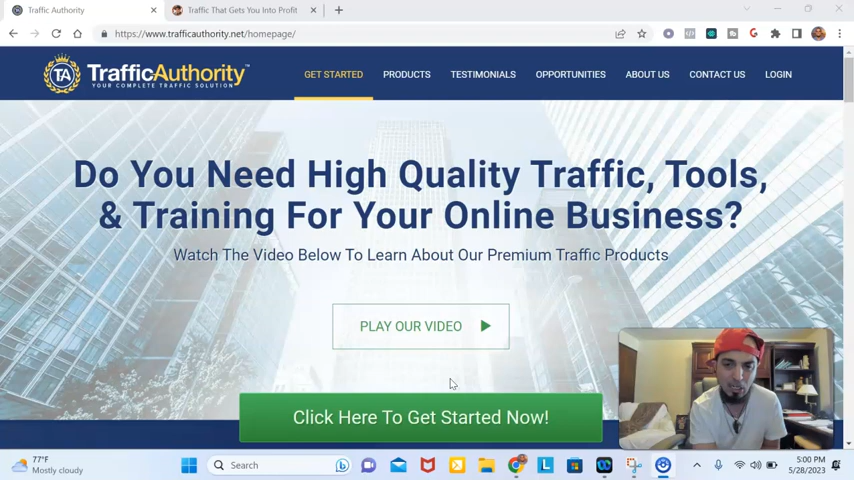 Traffic Authority
Traffic That Gets You Into Profit
https://www.trafficauthority.net/homepage/
TA
TrafficAuthority™
YOUR COMPLETE TRAFFIC SOLUTION
GET STARTED
PRODUCTS
TESTIMONIALS
OPPORTUNITIES
ABOUT US
CONTACT US
LOGIN
Do You Need High Quality Traffic, Tools,
& Training For Your Online Business?
Watch The Video Below To Learn About Our Premium Traffic Products
PLAY OUR VIDEO
Click Here To Get Started Now!
77°F
Mostly cloudy
Search
5:00 PM
5/28/2023